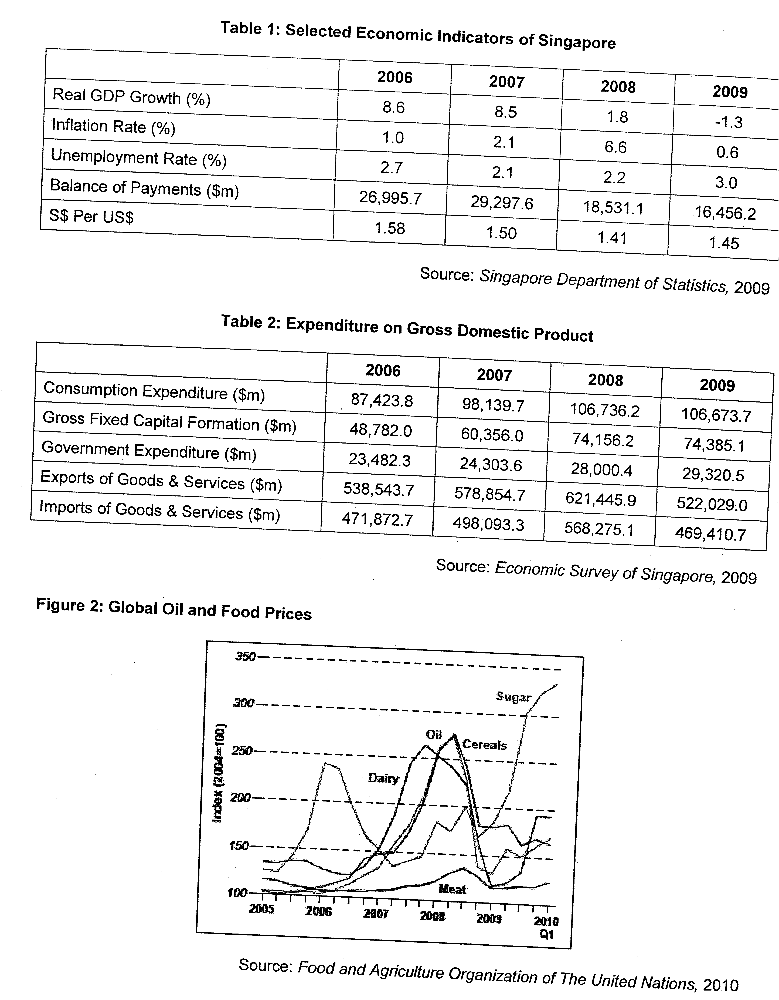 Table 1: Selected Economic Indicators of Singapore
2006 2007 2008 2009
Real GDP Growth (%) 8.6 8.5 1.8 -1.3
Inflation Rate (%) 1.0 2.1 6.6 0.6
Unemployment Rate (%) 2.7 2.1 2.2 3.0
Balance of Payments ($m) 26,995.7 29,297.6 18,531.1 16,456.2
S$ Per US$ 1.58 1.50 1.41 1.45
Source: Singapore Department of Statistics, 2009
Table 2: Expenditure on Gross Domestic Product
2006 2007 2008 2009
Consumption Expenditure ($m) 87,423.8 98,139.7 106,736.2 106,673.7
Gross Fixed Capital Formation ($m) 48,782.0 60,356.0 74,156.2 74,385.1
Government Expenditure ($m) 23,482.3 24,303.6 28,000.4 29,320.5
Exports of Goods & Services ($m) 538,543.7 578,854.7 621,445.9 522,029.0
Imports of Goods & Services ($m) 471,872.7 498,093.3 568,275.1 469,410.7
Source: Economic Survey of Singapore, 2009
Figure 2: Global Oil and Food Prices
350
Sugar
300
Oil
Cereals
250
Dairy
Index (2004=100)
200
150
Meat
100
2005 2006 2007 2008 2009 2010
Q1
Source: Food and Agriculture Organization of The United Nations, 2010